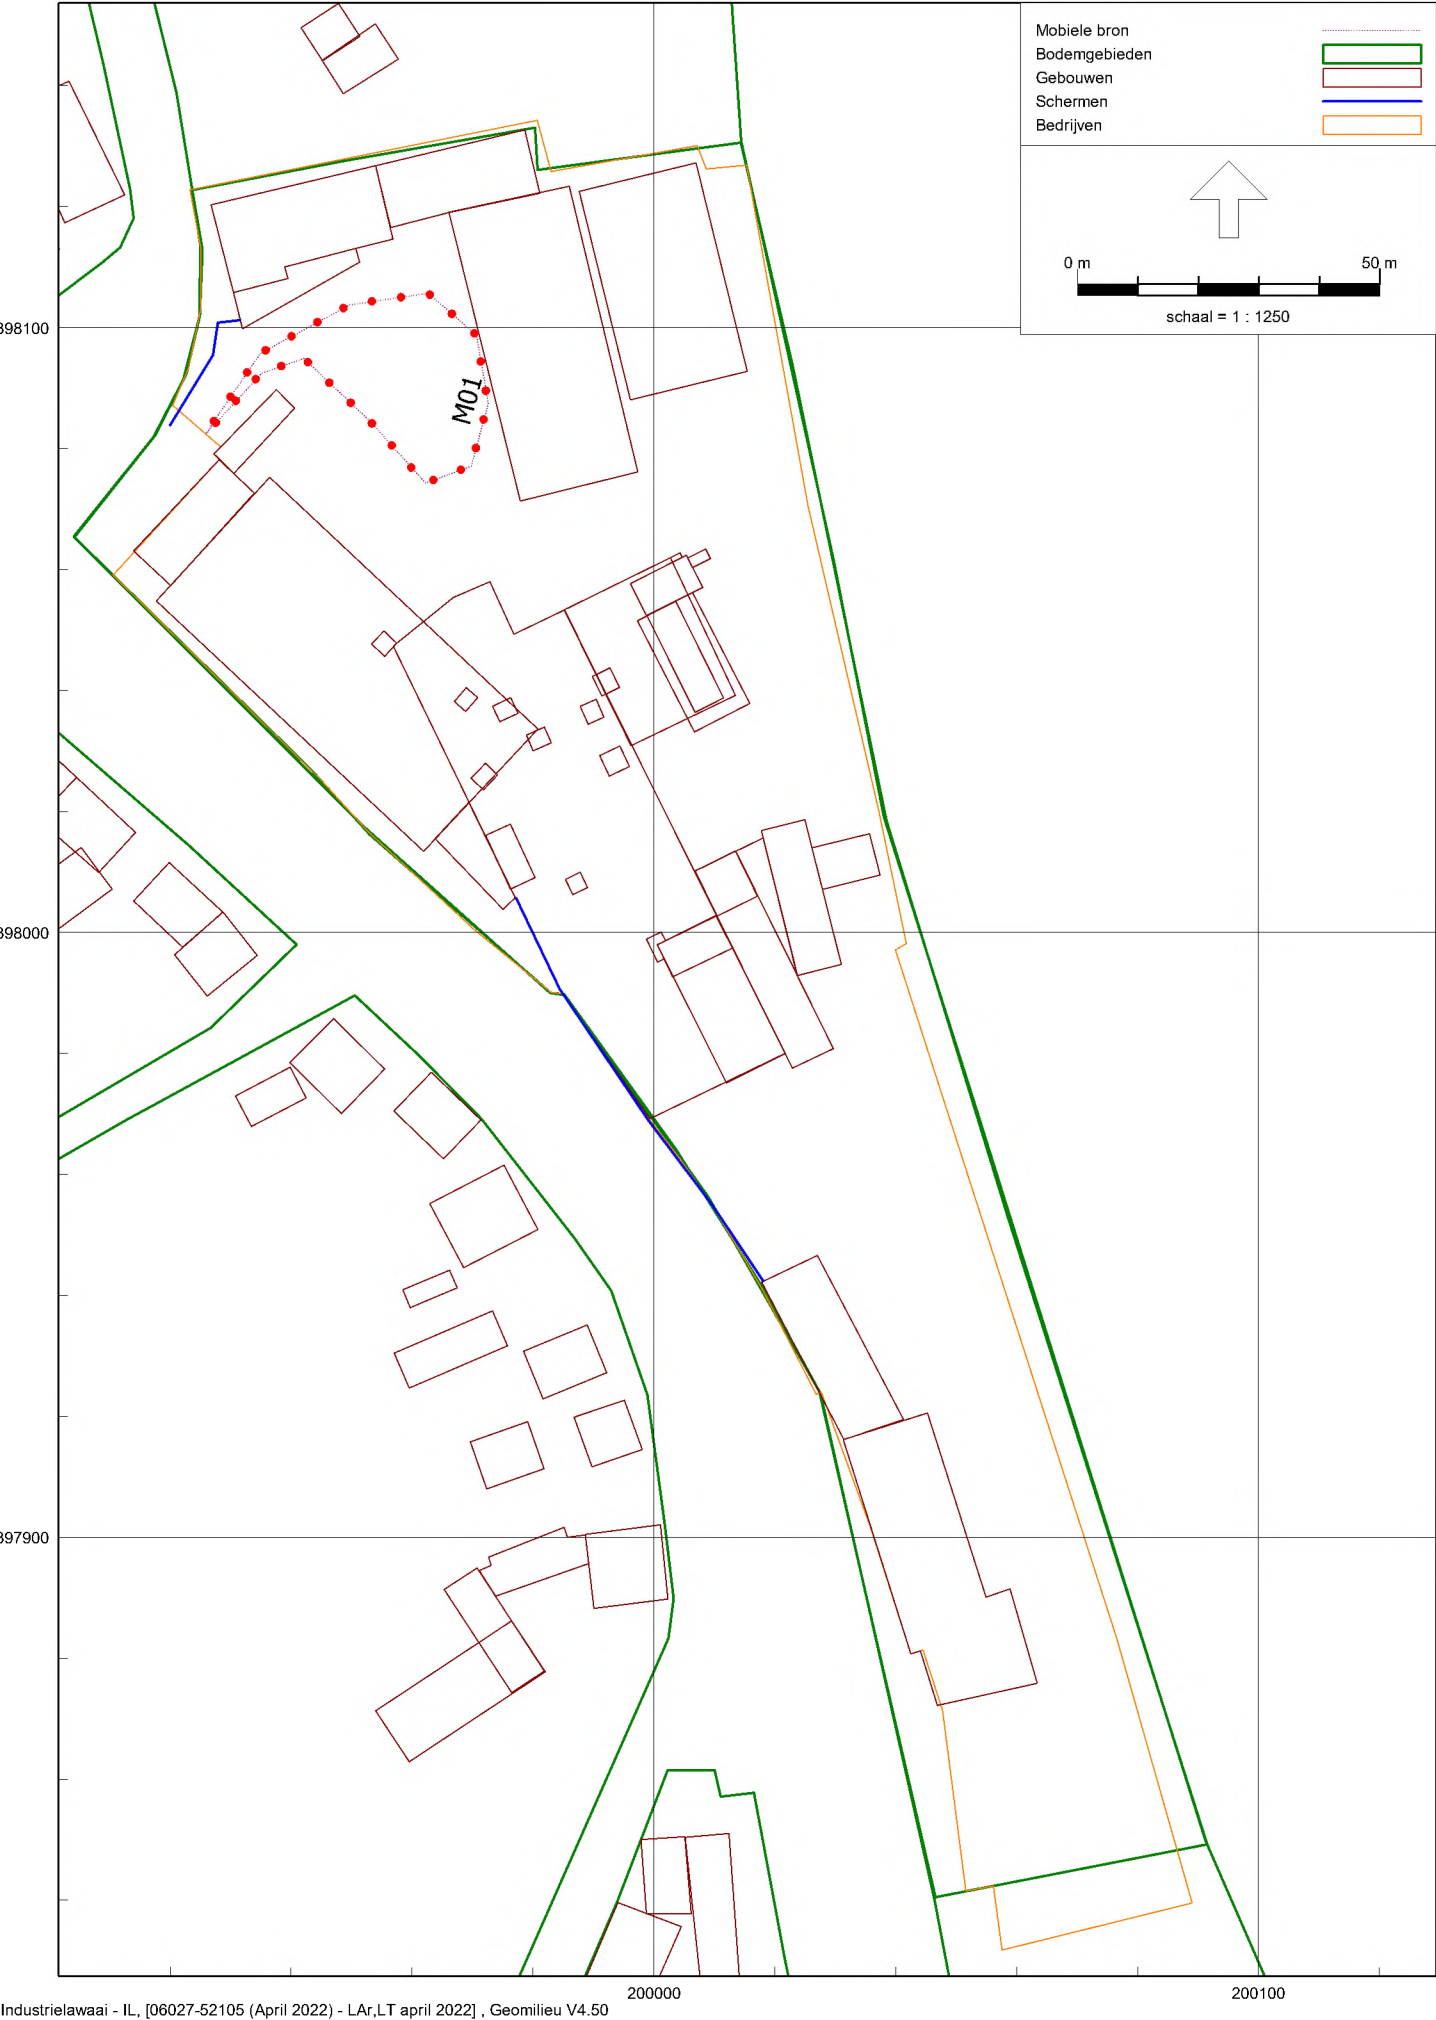 Mobiele bron
Bodemgebieden
Gebouwen
Schermen
Bedrijven
0 m 50 m
schaal = 1 : 1250
398100
M01
398000
397900
200000 200100
Industrielawaai - IL, [06027-52105 (April 2022) - LAr,LT april 2022] , Geomilieu V4.50